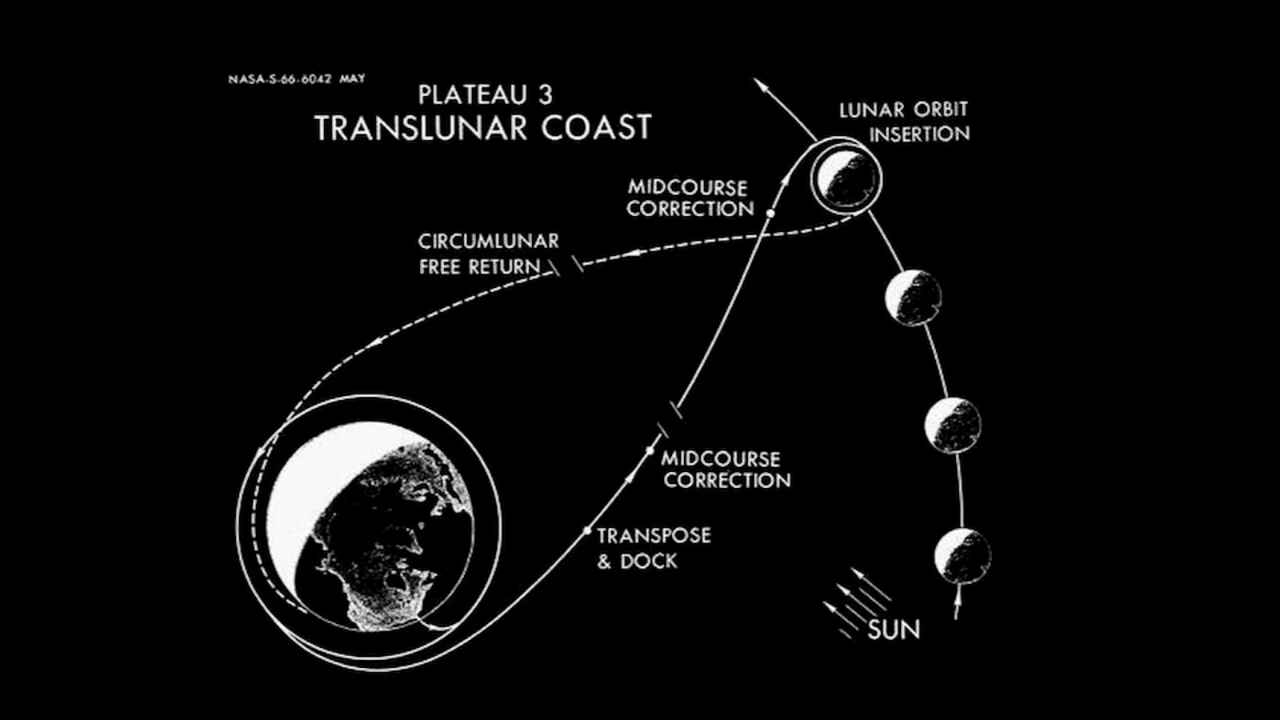 NASA-S-66-6042 MAY
PLATEAU 3
TRANSLUNAR COAST
LUNAR ORBIT
INSERTION
MIDCOURSE
CORRECTION
CIRCUMLUNAR
FREE RETURN
MIDCOURSE
CORRECTION
TRANSPOSE
& DOCK
SUN